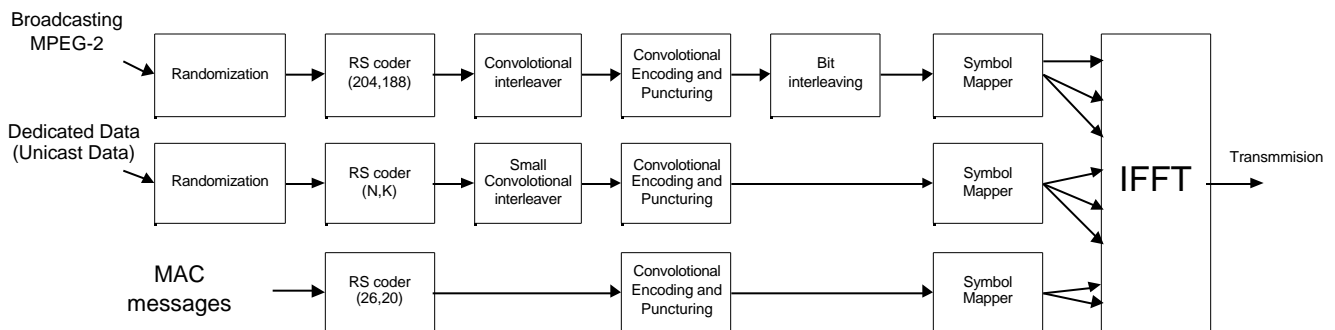 Broadcasting
MPEG-2
Randomization
RS coder
(204,188)
Convolotional
interleaver
Convolotional
Encoding and
Puncturing
Bit
interleaving
Symbol
Mapper
Dedicated Data
(Unicast Data)
Randomization
RS coder
(N,K)
Small
Convolotional
interleaver
Convolotional
Encoding and
Puncturing
Symbol
Mapper
IFFT
Transmmision
MAC
messages
RS coder
(26,20)
Convolotional
Encoding and
Puncturing
Symbol
Mapper